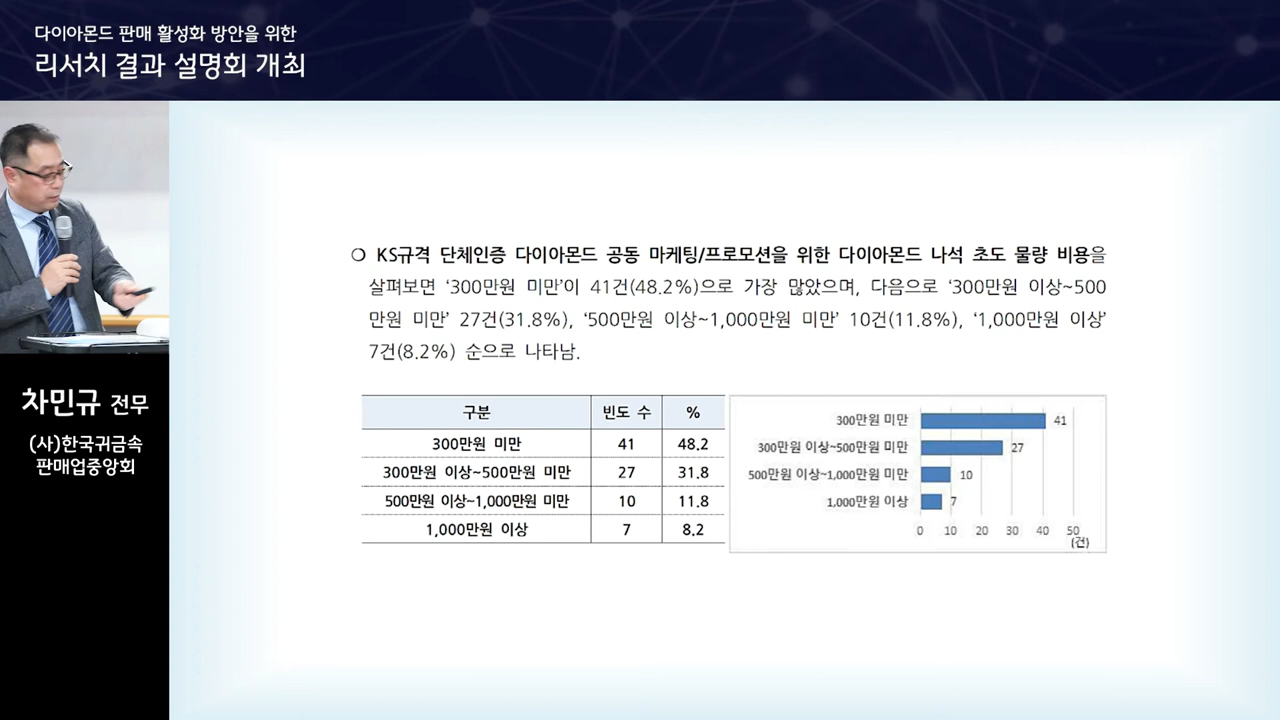 다이아몬드 판매 활성화 방안을 위한
리서치 결과 설명회 개최
차민규 전무
(사)한국귀금속
판매업중앙회
❍ KS규격 단체인증 다이아몬드 공동 마케팅/프로모션을 위한 다이아몬드 나석 초도 물량 비용을
살펴보면 ‘300만원 미만’이 41건(48.2%)으로 가장 많았으며, 다음으로 ‘300만원 이상~500
만원 미만’ 27건(31.8%), ‘500만원 이상~1,000만원 미만’ 10건(11.8%), ‘1,000만원 이상’
7건(8.2%) 순으로 나타남.
구분 빈도 수 %
300만원 미만 41 48.2
300만원 이상~500만원 미만 27 31.8
500만원 이상~1,000만원 미만 10 11.8
1,000만원 이상 7 8.2
300만원 미만 41
300만원 이상~500만원 미만 27
500만원 이상~1,000만원 미만 10
1,000만원 이상 7
0 10 20 30 40 50
(건)